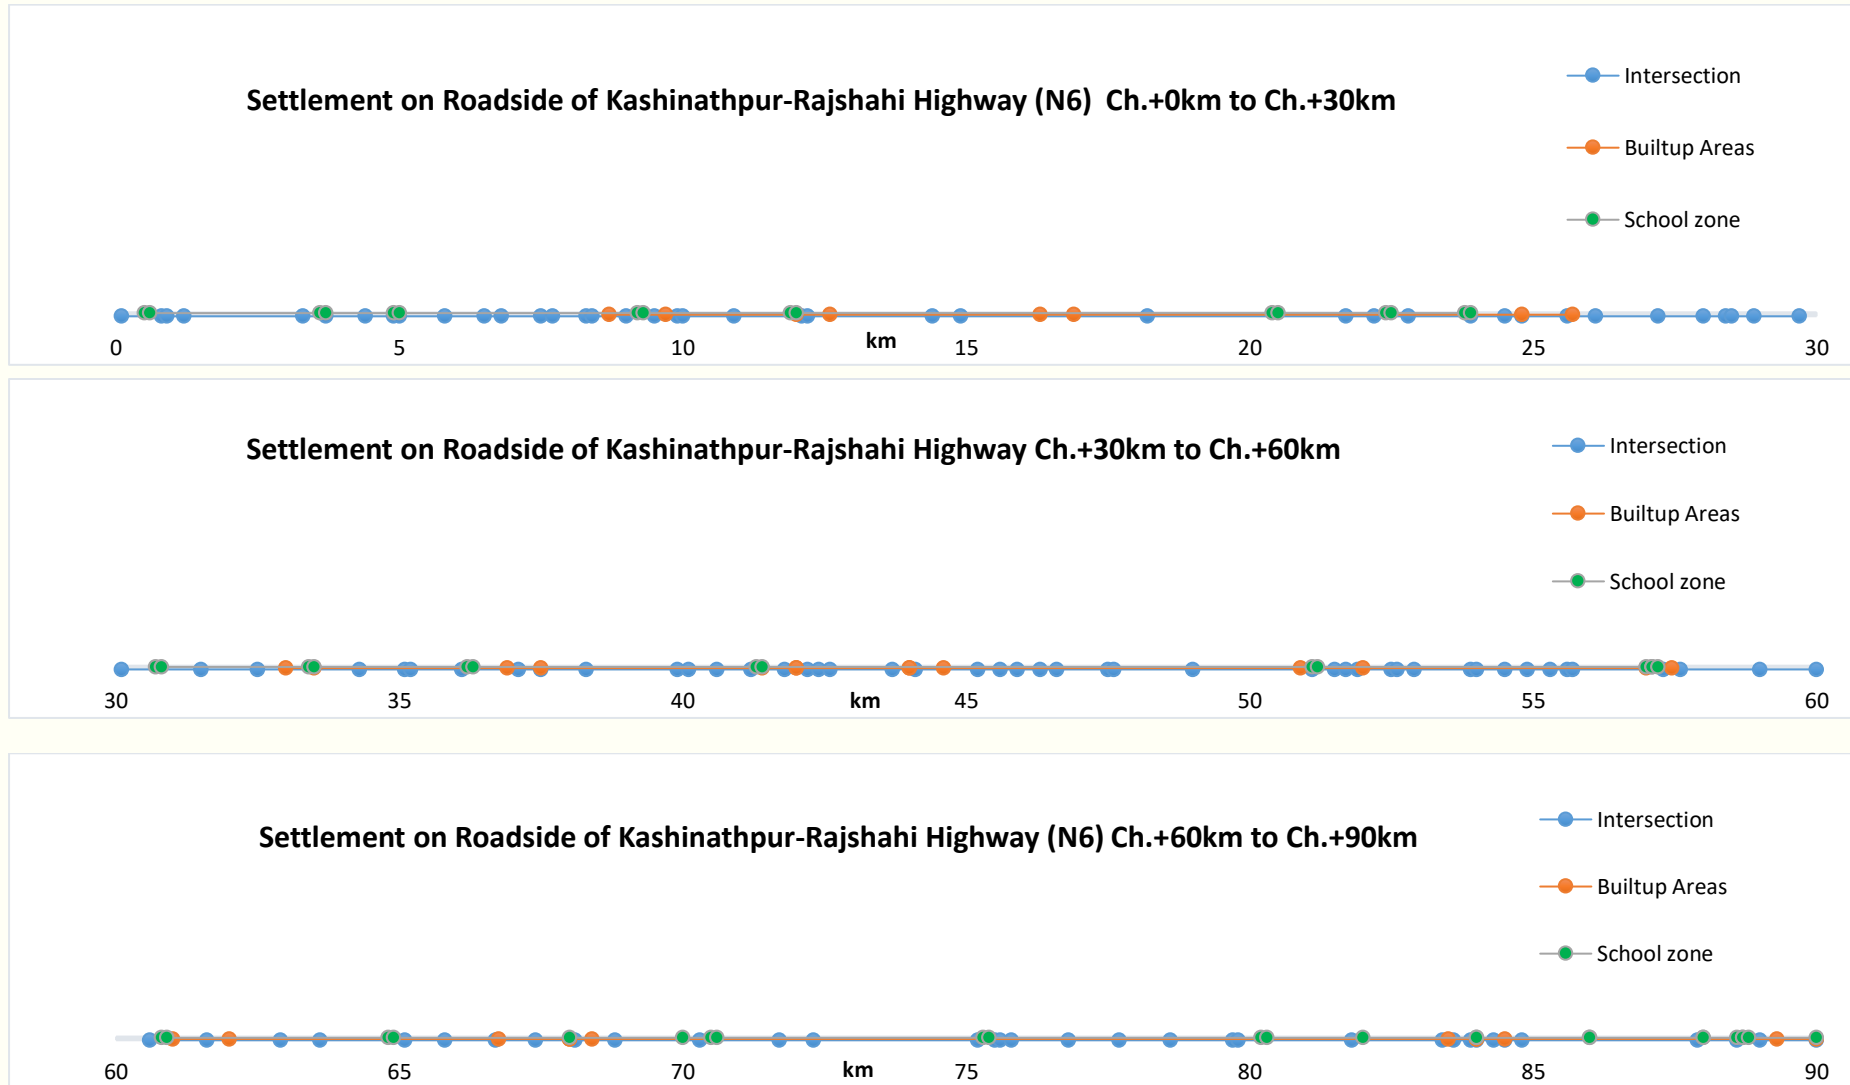 Settlement on Roadside of Kashinathpur-Rajshahi Highway (N6)  Ch.+0km to Ch.+30km
Intersection
Builtup Areas
School zone
0 5 10 15 20 25 30
km
Settlement on Roadside of Kashinathpur-Rajshahi Highway Ch.+30km to Ch.+60km
Intersection
Builtup Areas
School zone
30 35 40 45 50 55 60
km
Settlement on Roadside of Kashinathpur-Rajshahi Highway (N6) Ch.+60km to Ch.+90km
Intersection
Builtup Areas
School zone
60 65 70 75 80 85 90
km